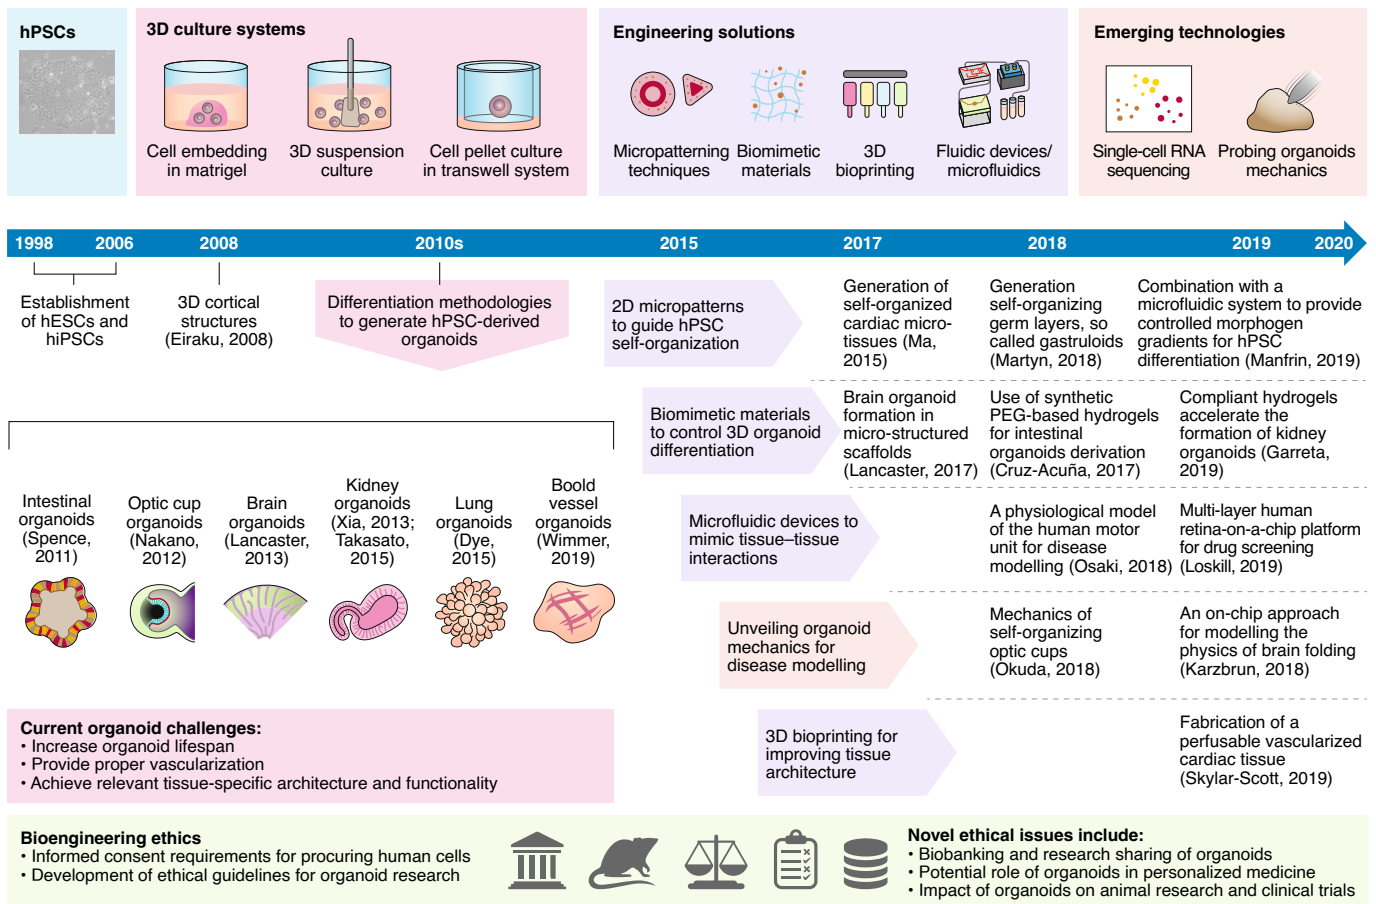 hPSCs
3D culture systems
Cell embedding
in matrigel
3D suspension
culture
Cell pellet culture
in transwell system
Engineering solutions
Micropatterning
techniques
Biomimetic
materials
3D
bioprinting
Fluidic devices/
microfluidics
Emerging technologies
Single-cell RNA
sequencing
Probing organoids
mechanics
1998
2006
2008
2010s
2015
2017
2018
2019
2020
Establishment
of hESCs and
hiPSCs
3D cortical
structures
(Eiraku, 2008)
Differentiation methodologies
to generate hPSC-derived
organoids
2D micropatterns
to guide hPSC
self-organization
Generation of
self-organized
cardiac micro-
tissues (Ma,
2015)
Generation
self-organizing
germ layers, so
called gastruloids
(Martyn, 2018)
Combination with a
microfluidic system to provide
controlled morphogen
gradients for hPSC
differentiation (Manfrin, 2019)
Biomimetic materials
to control 3D organoid
differentiation
Brain organoid
formation in
micro-structured
scaffolds
(Lancaster, 2017)
Use of synthetic
PEG-based hydrogels
for intestinal
organoids derivation
(Cruz-Acuña, 2017)
Compliant hydrogels
accelerate the
formation of kidney
organoids (Garreta,
2019)
Intestinal
organoids
(Spence,
2011)
Optic cup
organoids
(Nakano,
2012)
Brain
organoids
(Lancaster,
2013)
Kidney
organoids
(Xia, 2013;
Takasato,
2015)
Lung
organoids
(Dye,
2015)
Boold
vessel
organoids
(Wimmer,
2019)
Microfluidic devices to
mimic tissue–tissue
interactions
A physiological model
of the human motor
unit for disease
modelling (Osaki, 2018)
Multi-layer human
retina-on-a-chip platform
for drug screening
(Loskill, 2019)
Unveiling organoid
mechanics for
disease modelling
Mechanics of
self-organizing
optic cups
(Okuda, 2018)
An on-chip approach
for modelling the
physics of brain folding
(Karzbrun, 2018)
3D bioprinting for
improving tissue
architecture
Fabrication of a
perfusable vascularized
cardiac tissue
(Skylar-Scott, 2019)
Current organoid challenges:
• Increase organoid lifespan
• Provide proper vascularization
• Achieve relevant tissue-specific architecture and functionality
Bioengineering ethics
• Informed consent requirements for procuring human cells
• Development of ethical guidelines for organoid research
Novel ethical issues include:
• Biobanking and research sharing of organoids
• Potential role of organoids in personalized medicine
• Impact of organoids on animal research and clinical trials